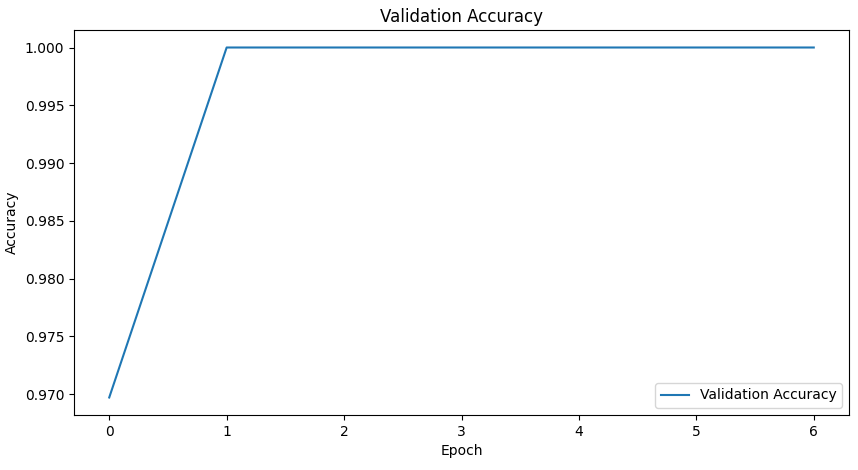 Validation Accuracy
1.000
0.995
0.990
0.985
0.980
0.975
0.970
Accuracy
Validation Accuracy
0 1 2 3 4 5 6
Epoch